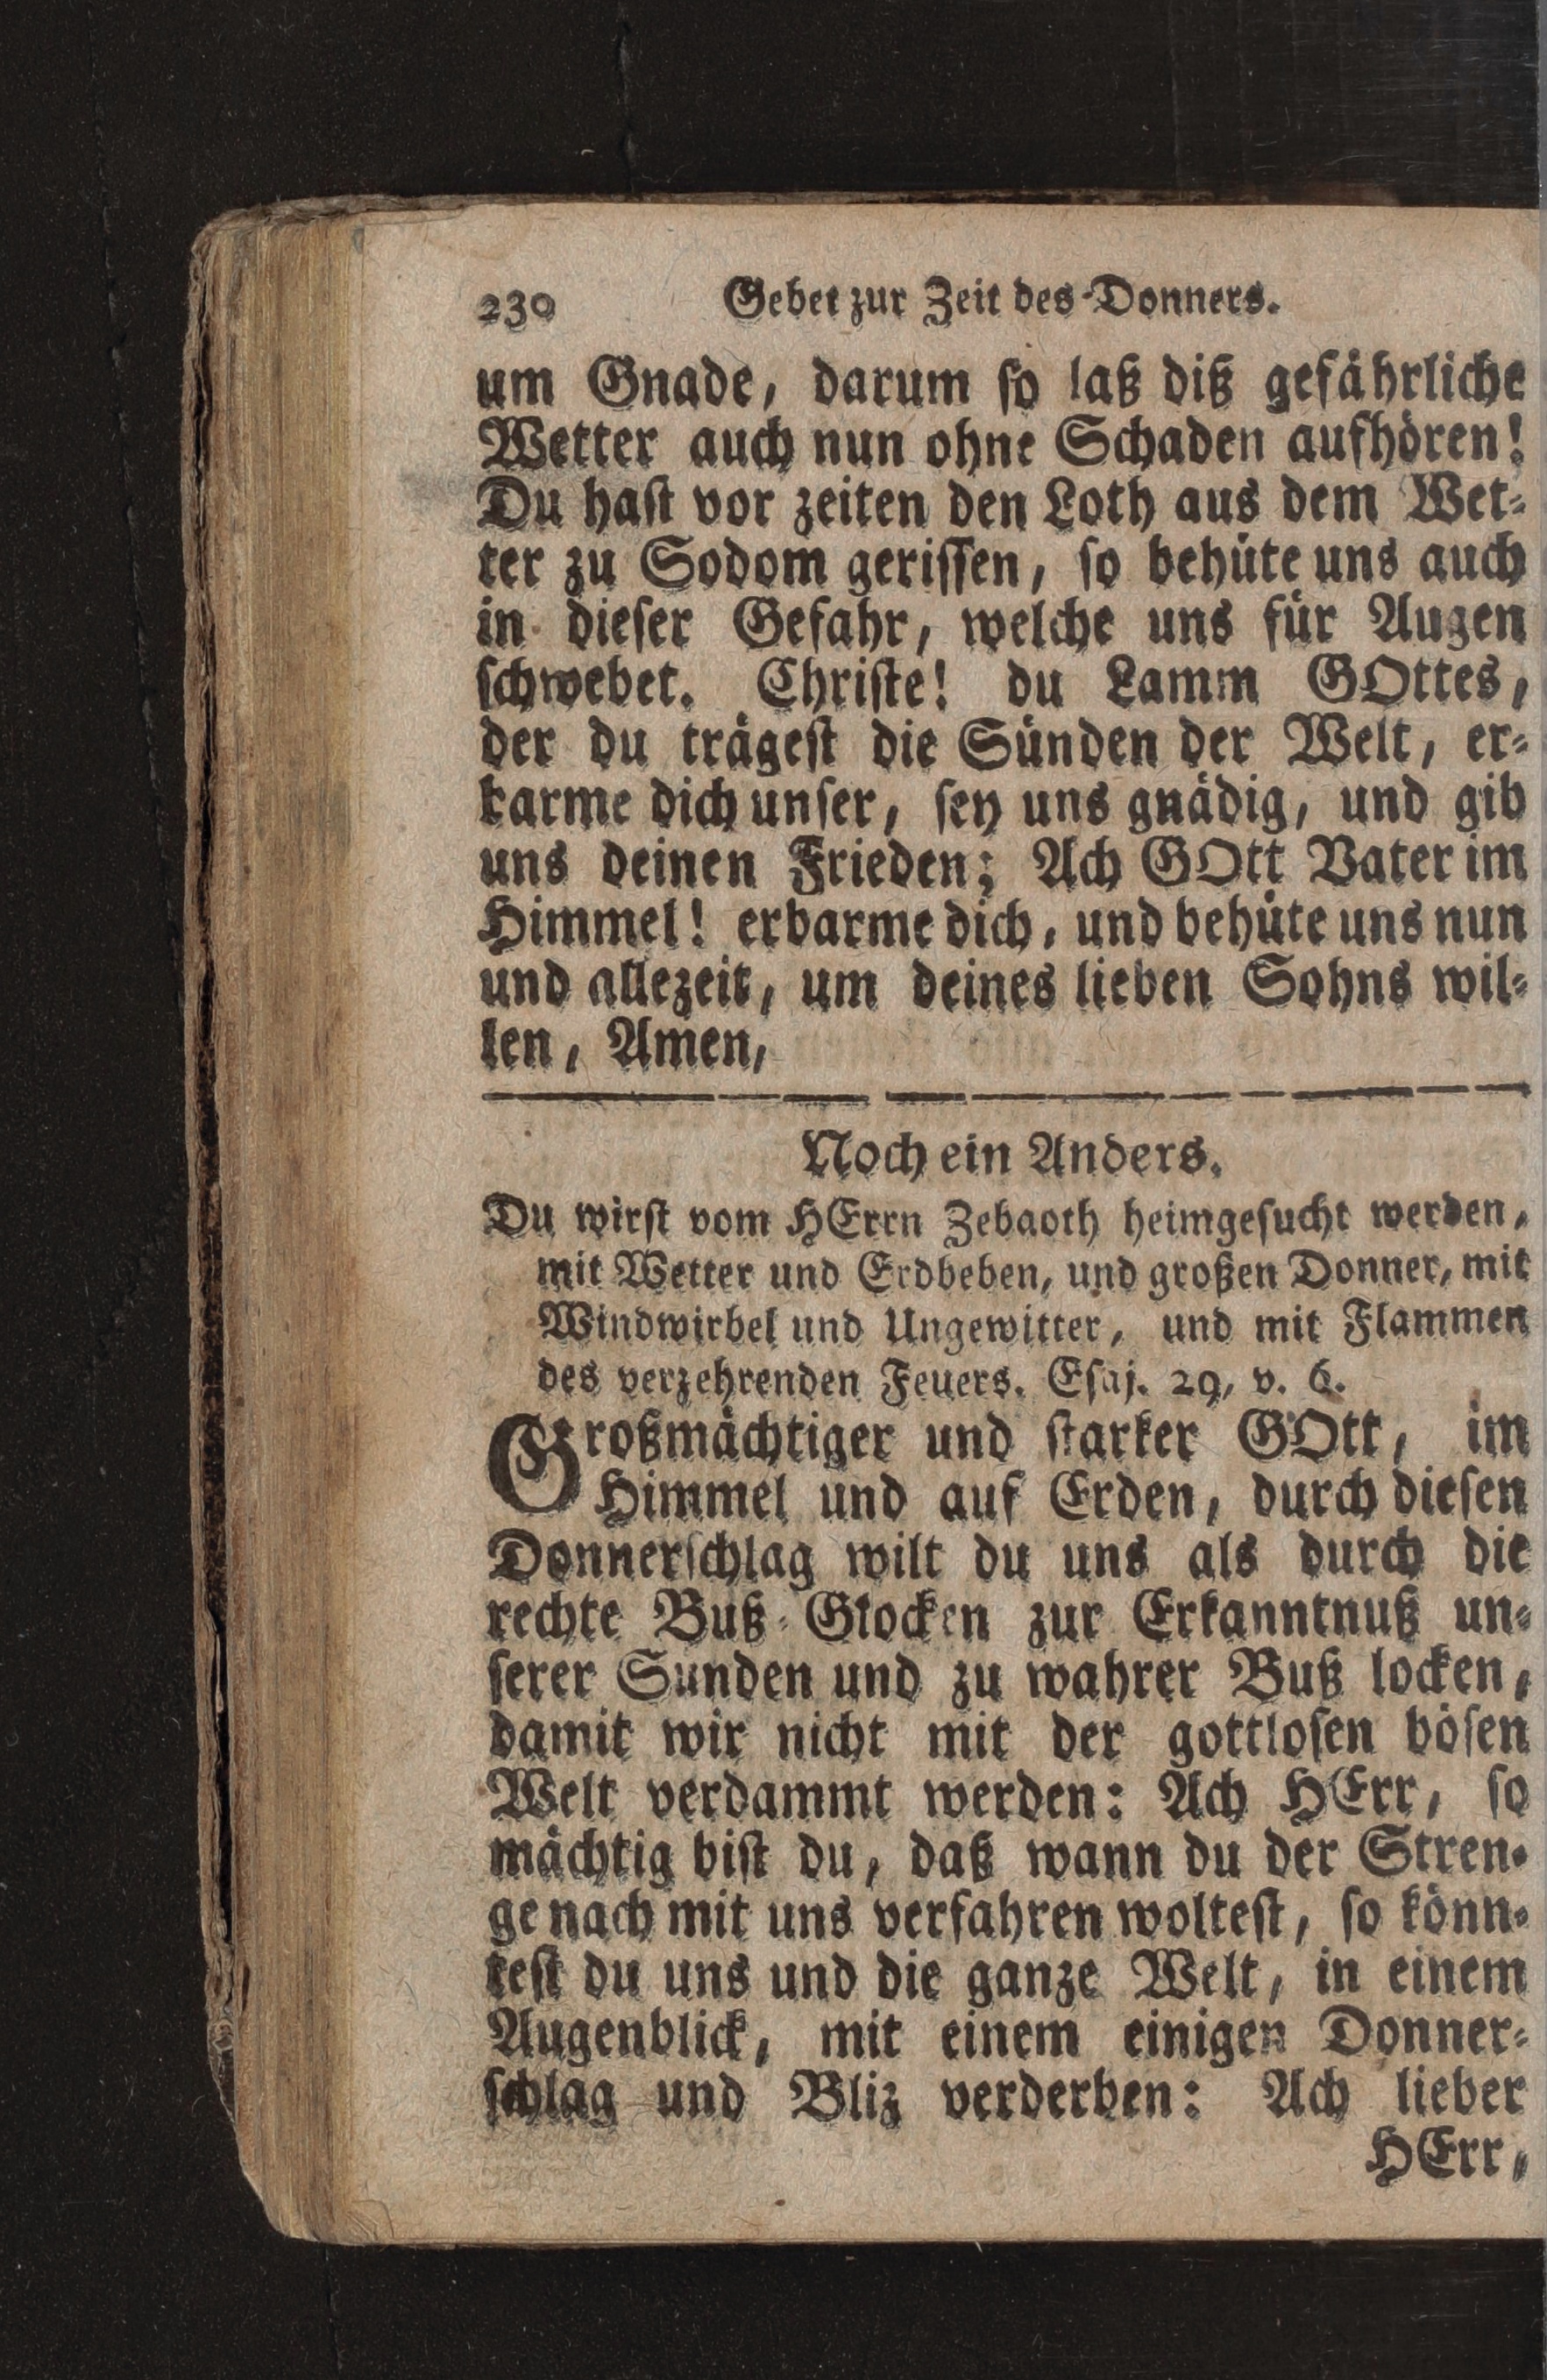 230 Gebet zur Zeit des Donners.
um Gnade, darum so laß diß gefährliche
Wetter auch nun ohne Schaden aufhören!
Du hast vor zeiten den Loth aus dem Wet-
ter zu Sodom gerissen, so behüte uns auch
in dieser Gefahr, welche uns für Augen
schwebet. Christe! du Lamm GOttes,
der du trägest die Sünden der Welt, er-
barme dich unser, sey uns gnädig, und gib
uns deinen Frieden; Ach GOtt Vater im
Himmel! erbarme dich, und behüte uns nun
und allezeit, um deines lieben Sohns wil-
len, Amen,
Noch ein Anders.
Du wirst vom HErrn Zebaoth heimgesucht werden,
mit Wetter und Erdbeben, und großen Donner, mit
Windwirbel und Ungewitter, und mit Flammen
des verzehrenden Feuers. Esaj. 29, v. 6.
Großmächtiger und starker GOtt, im
Himmel und auf Erden, durch diesen
Donnerschlag wilt du uns als durch die
rechte Buß-Glocken zur Erkanntnuß un-
serer Sunden und zu wahrer Buß locken,
damit wir nicht mit der gottlosen bösen
Welt verdammt werden: Ach HErr, so
mächtig bist du, daß wann du der Stren-
ge nach mit uns verfahren woltest, so könn-
test du uns und die ganze Welt, in einem
Augenblick, mit einem einigen Donner-
schlag und Bliz verderben: Ach lieber
HErr,